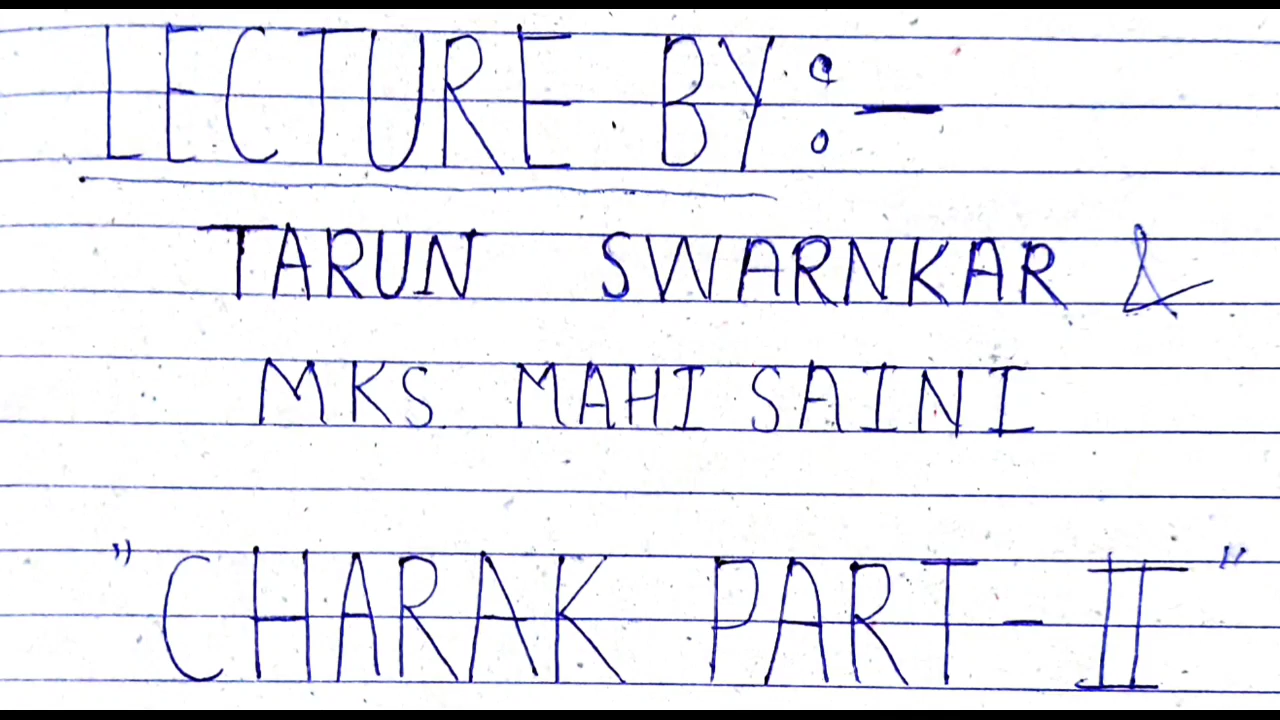 LECTURE BY:-
TARUN SWARNKAR &
MKS MAHI SAINI
"CHARAK PART-II"